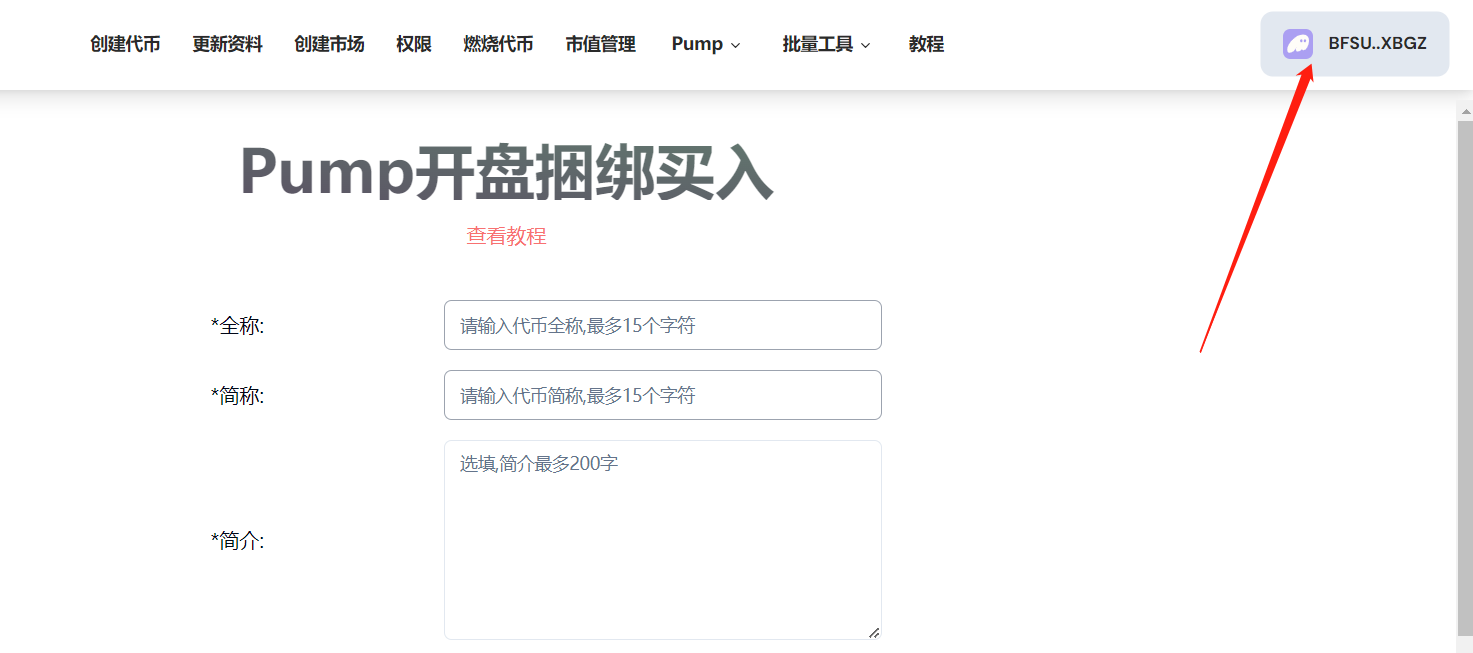 创建代币 更新资料 创建市场 权限 燃烧代币 市值管理 Pump 批量工具 教程 BFSU..XBGZ
Pump开盘捆绑买入
查看教程
*全称: 请输入代币全称,最多15个字符
*简称: 请输入代币简称,最多15个字符
选填,简介最多200字
*简介: